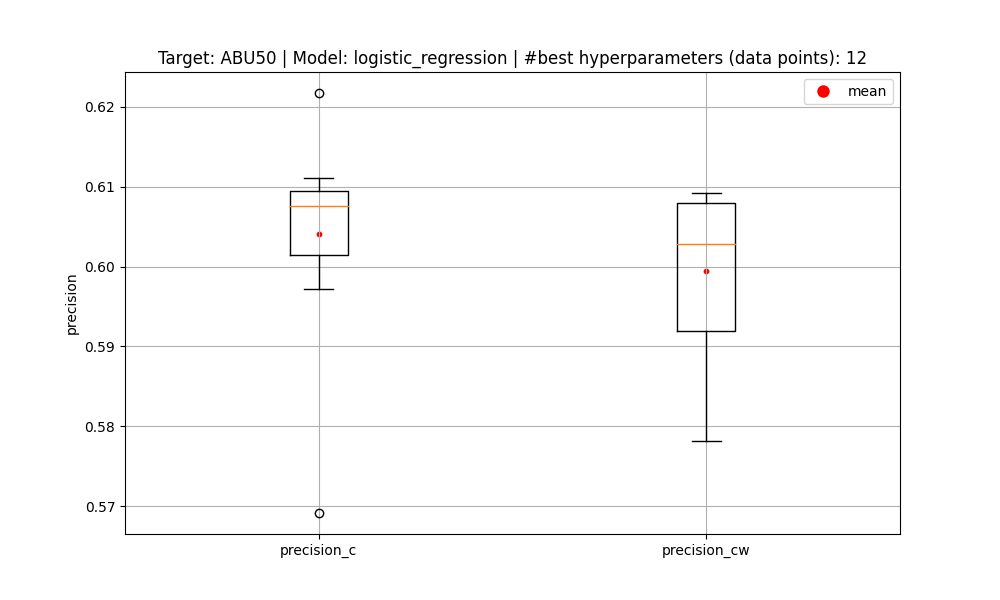 Target: ABU50 | Model: logistic_regression | #best hyperparameters (data points): 12
mean
0.62
0.61
0.60
0.59
0.58
0.57
precision
precision_c
precision_cw